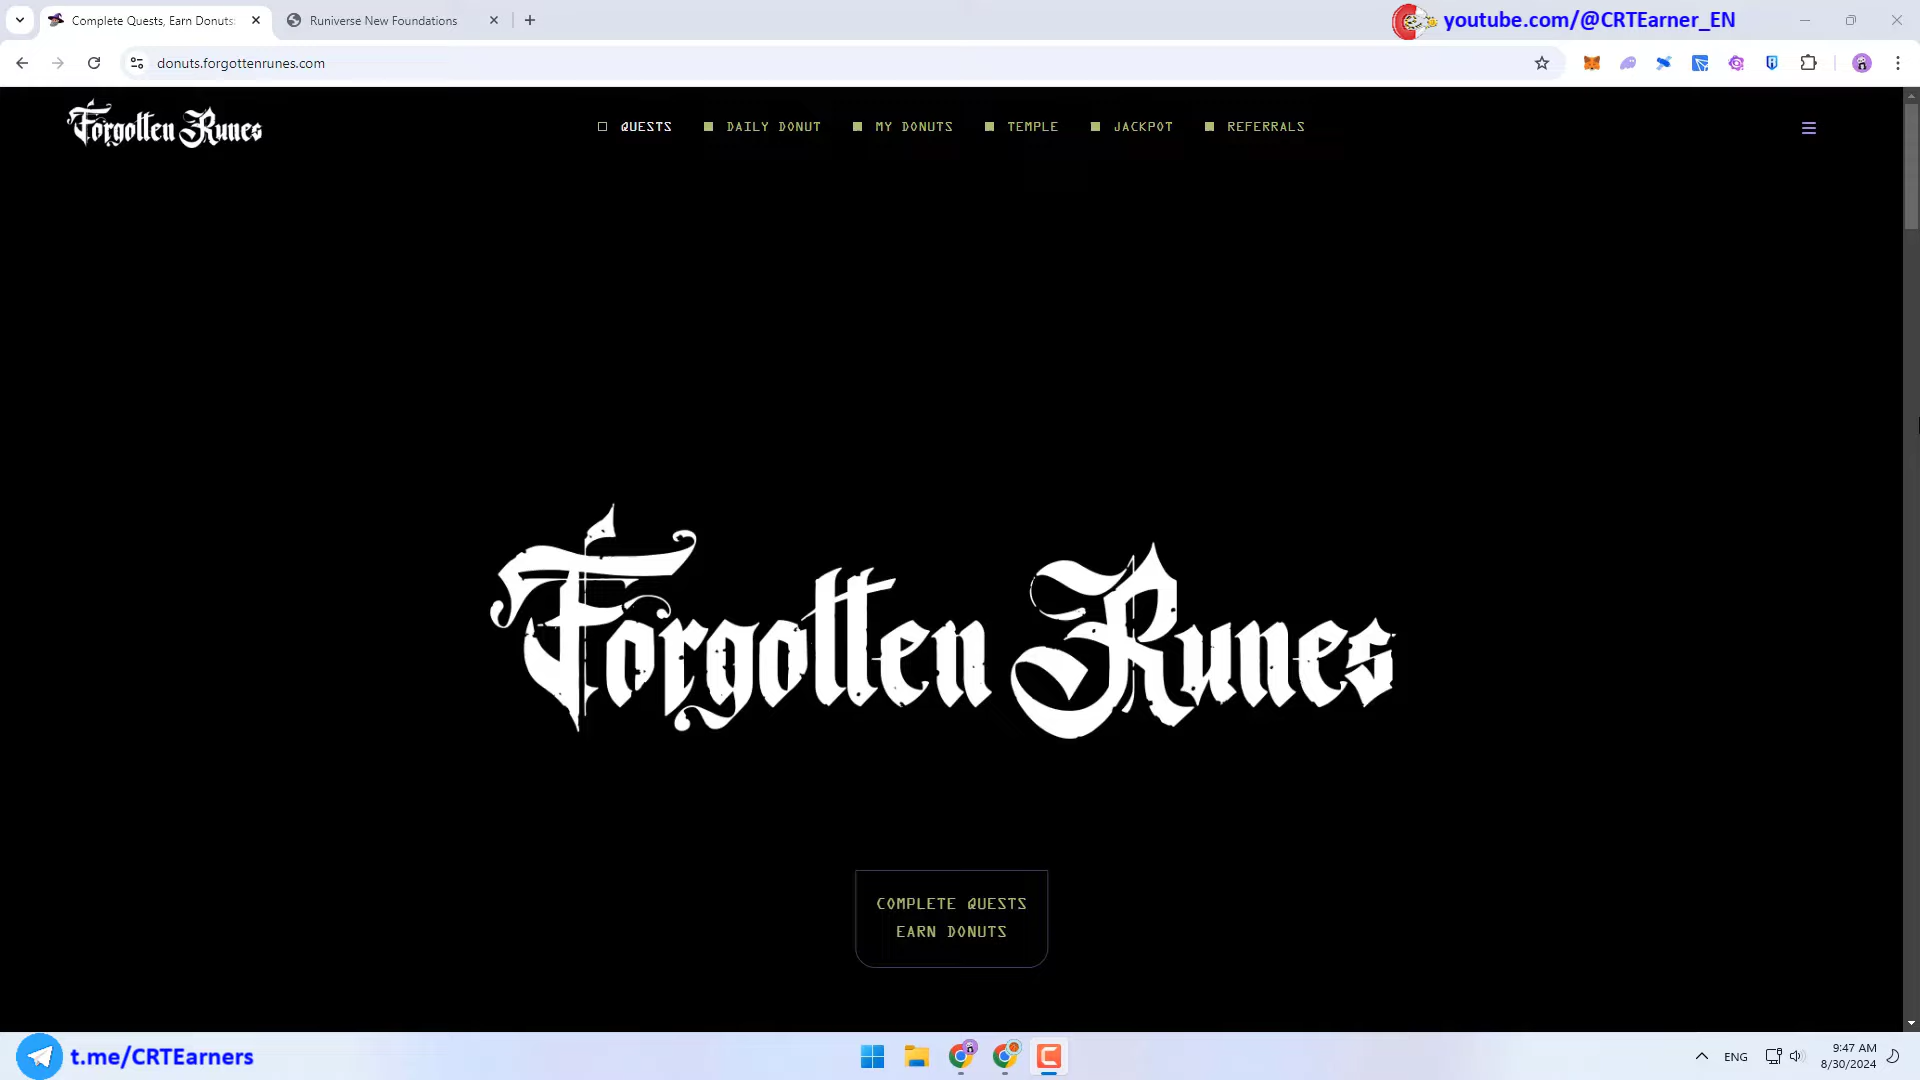 Complete Quests, Earn Donuts
Runiverse New Foundations
youtube.com/@CRTEarner_EN
donuts.forgottenrunes.com
Forgotten Runes
QUESTS
DAILY DONUT
MY DONUTS
TEMPLE
JACKPOT
REFERRALS
Forgotten Runes
COMPLETE QUESTS
EARN DONUTS
t.me/CRTEarners
ENG
9:47 AM
8/30/2024